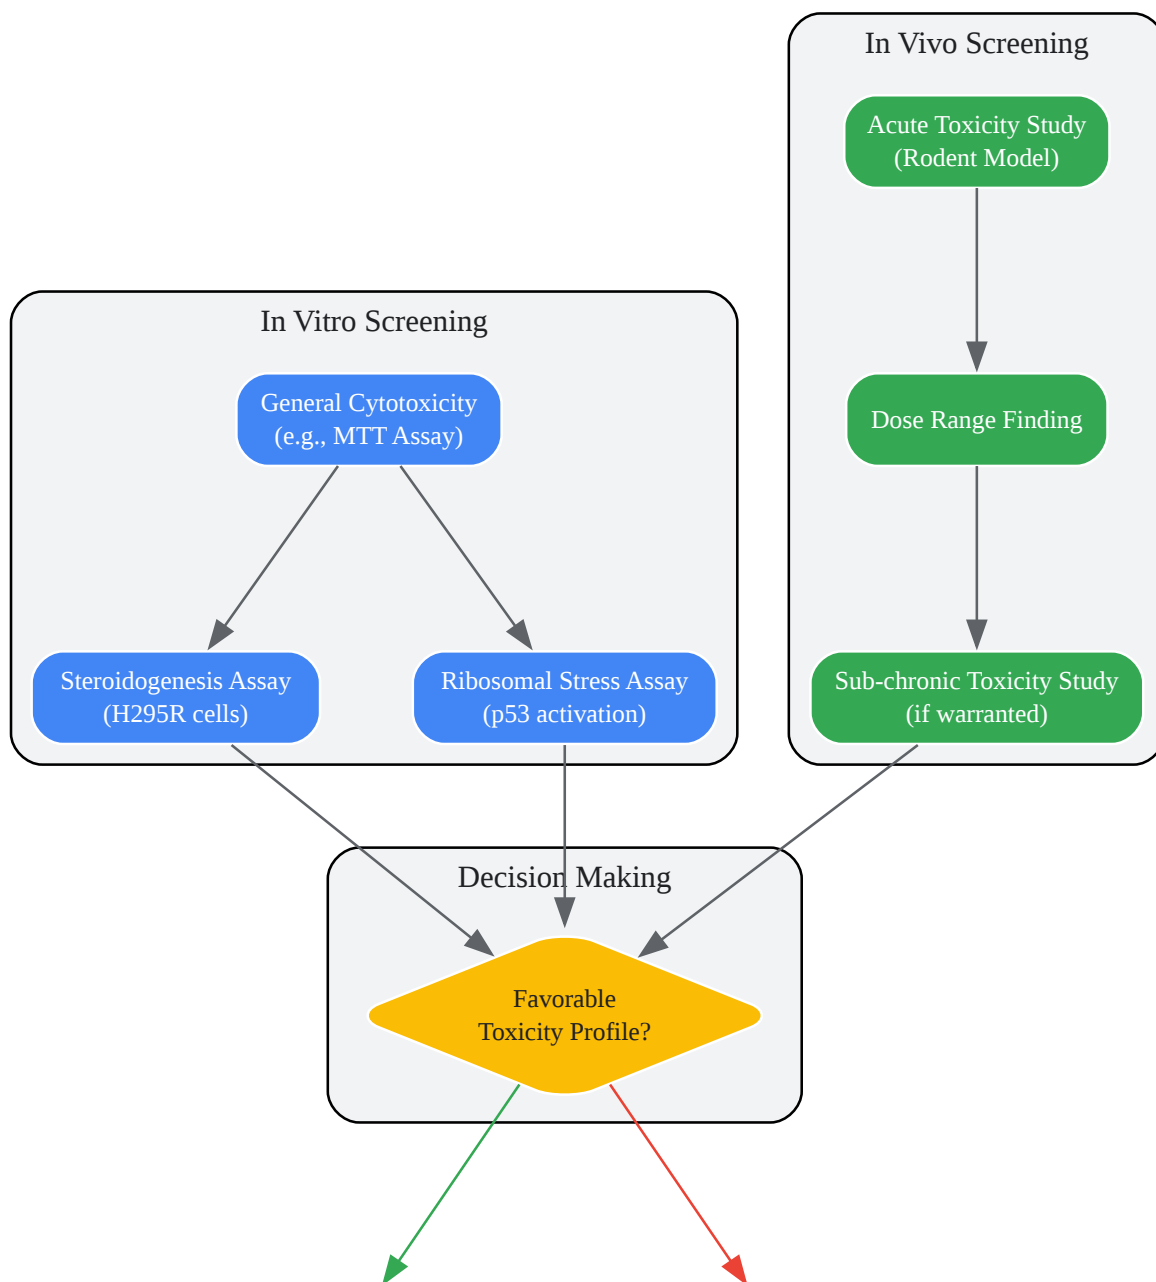 In Vivo Screening
Acute Toxicity Study
(Rodent Model)
In Vitro Screening
General Cytotoxicity
(e.g., MTT Assay)
Dose Range Finding
Steroidogenesis Assay
(H295R cells)
Ribosomal Stress Assay
(p53 activation)
Sub-chronic Toxicity Study
(if warranted)
Decision Making
Favorable
Toxicity Profile?